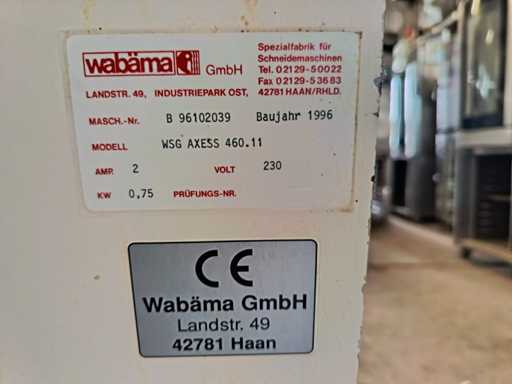 wabäma GmbH
Spezialfabrik für
Schneidemaschinen
Tel. 02129-50022
Fax 02129-53683
LANDSTR. 49, INDUSTRIEPARK OST, 42781 HAAN/RHLD.
MASCH.-Nr. B 96102039 Baujahr 1996
MODELL WSG AXESS 460.11
AMP. 2 VOLT 230
KW 0,75 PRÜFUNGS-NR.
CE
Wabäma GmbH
Landstr. 49
42781 Haan